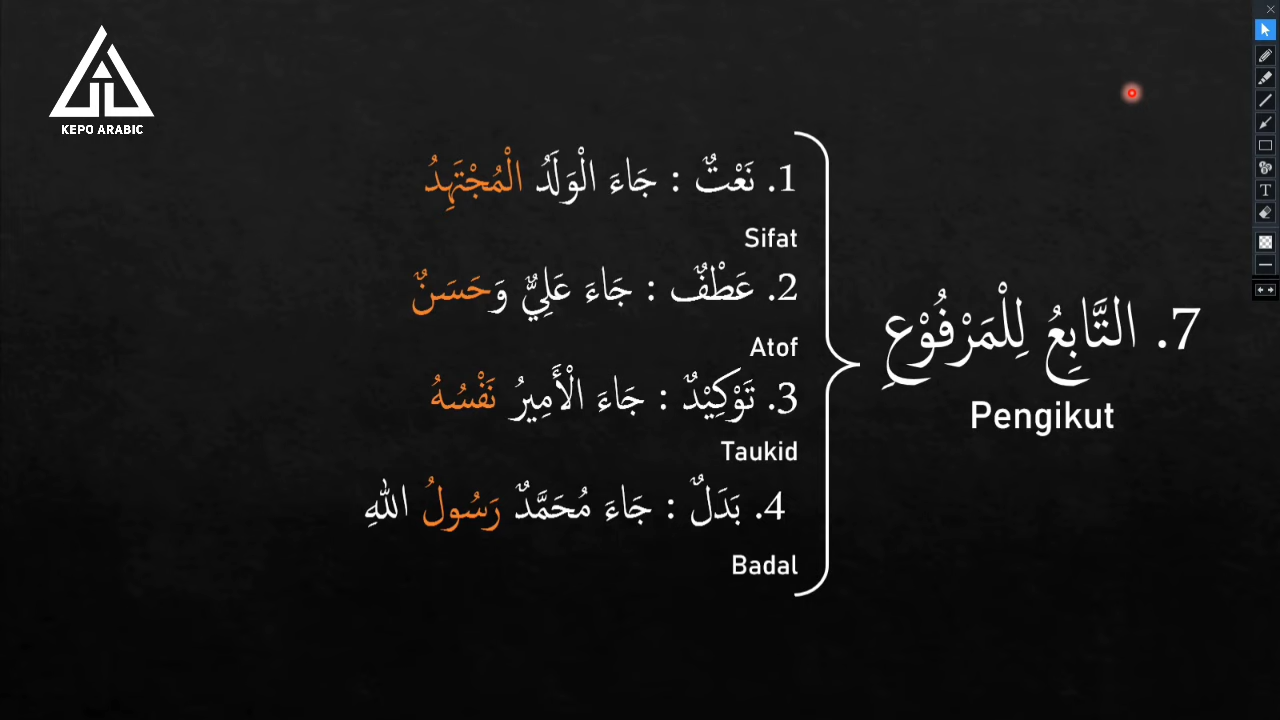 KEPO ARABIC
7. التَّابِعُ لِلْمَرْفُوْعِ
Pengikut
1. نَعْتٌ : جَاءَ الْوَلَدُ الْمُجْتَهِدُ
Sifat
2. عَطْفٌ : جَاءَ عَلِيٌّ وَحَسَنٌ
Atof
3. تَوْكِيْدٌ : جَاءَ الْأَمِيرُ نَفْسُهُ
Taukid
4. بَدَلٌ : جَاءَ مُحَمَّدٌ رَسُولُ اللهِ
Badal